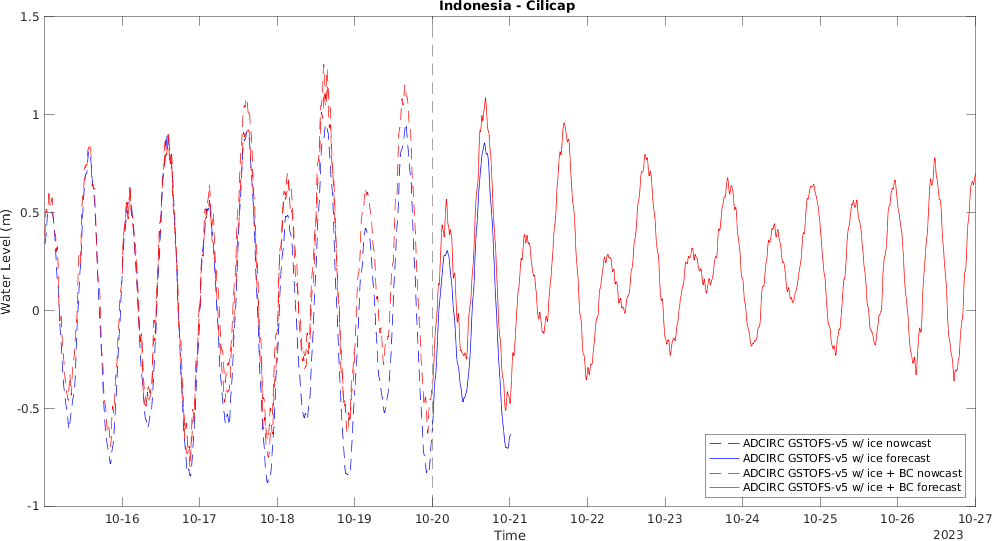 Indonesia - Cilicap
1.5
1
0.5
0
-0.5
-1
Water Level (m)
10-16
10-17
10-18
10-19
10-20
10-21
10-22
10-23
10-24
10-25
10-26
10-27
Time
2023
ADCIRC GSTOFS-v5 w/ ice nowcast
ADCIRC GSTOFS-v5 w/ ice forecast
ADCIRC GSTOFS-v5 w/ ice + BC nowcast
ADCIRC GSTOFS-v5 w/ ice + BC forecast